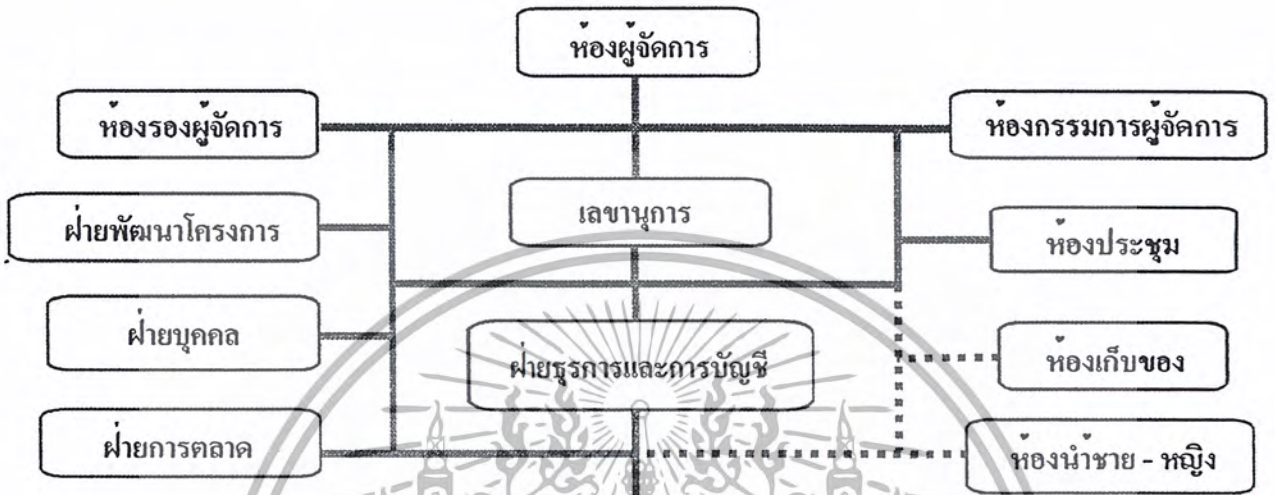 ห้องผู้จัดการ
ห้องรองผู้จัดการ
ห้องกรรมการผู้จัดการ
เลขานุการ
ฝ่ายพัฒนาโครงการ
ห้องประชุม
ฝ่ายบุคคล
ฝ่ายธุรการและการบัญชี
ห้องเก็บของ
ฝ่ายการตลาด
ห้องน้ำชาย - หญิง